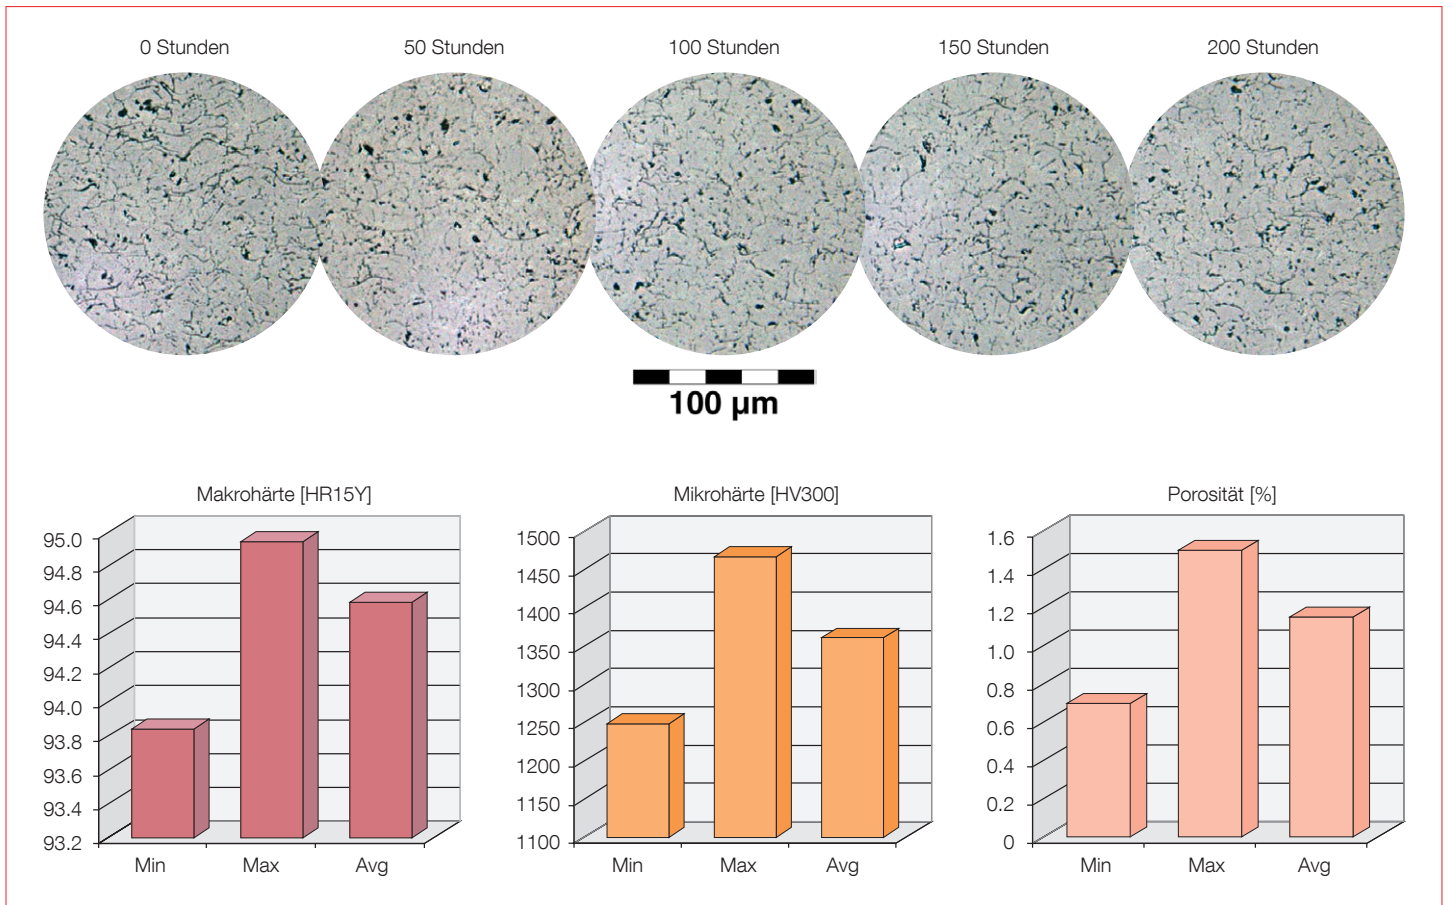 0 Stunden
50 Stunden
100 Stunden
150 Stunden
200 Stunden
100 µm
Makrohärte [HR15Y]
95.0
94.8
94.6
94.4
94.2
94.0
93.8
93.6
93.4
93.2
Min
Max
Avg
Mikrohärte [HV300]
1500
1450
1400
1350
1300
1250
1200
1150
1100
Min
Max
Avg
Porosität [%]
1.6
1.4
1.2
1.0
0.8
0.6
0.4
0.2
0
Min
Max
Avg